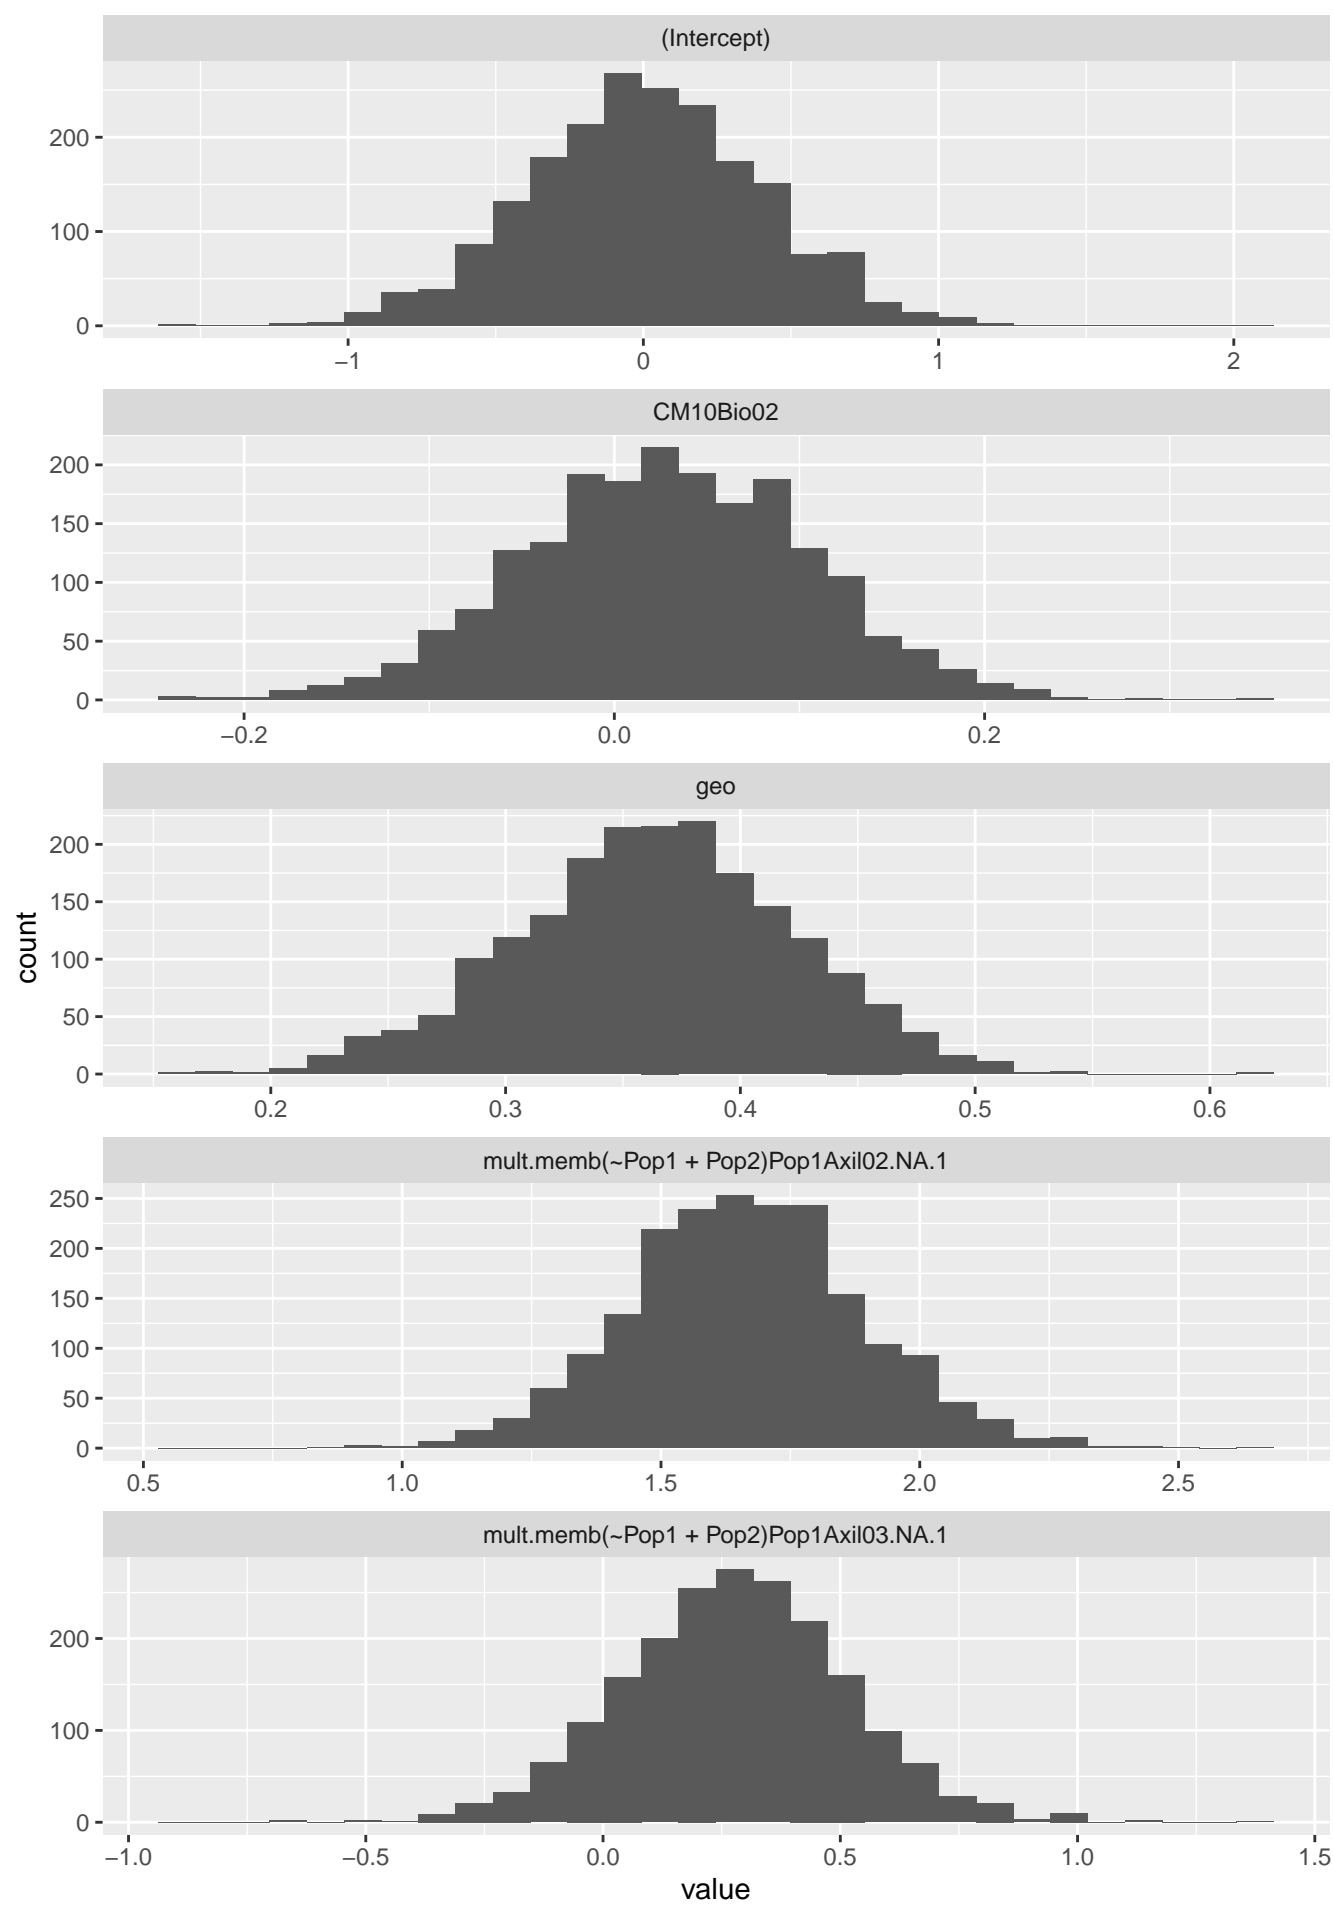 (Intercept)
200
100
0
−1 0 1 2
CM10Bio02
200
150
100
50
0
−0.2 0.0 0.2
geo
200
150
100
50
0
0.2 0.3 0.4 0.5 0.6
count
mult.memb(~Pop1 + Pop2)Pop1Axil02.NA.1
250
200
150
100
50
0
0.5 1.0 1.5 2.0 2.5
mult.memb(~Pop1 + Pop2)Pop1Axil03.NA.1
200
100
0
−1.0 −0.5 0.0 0.5 1.0 1.5
value